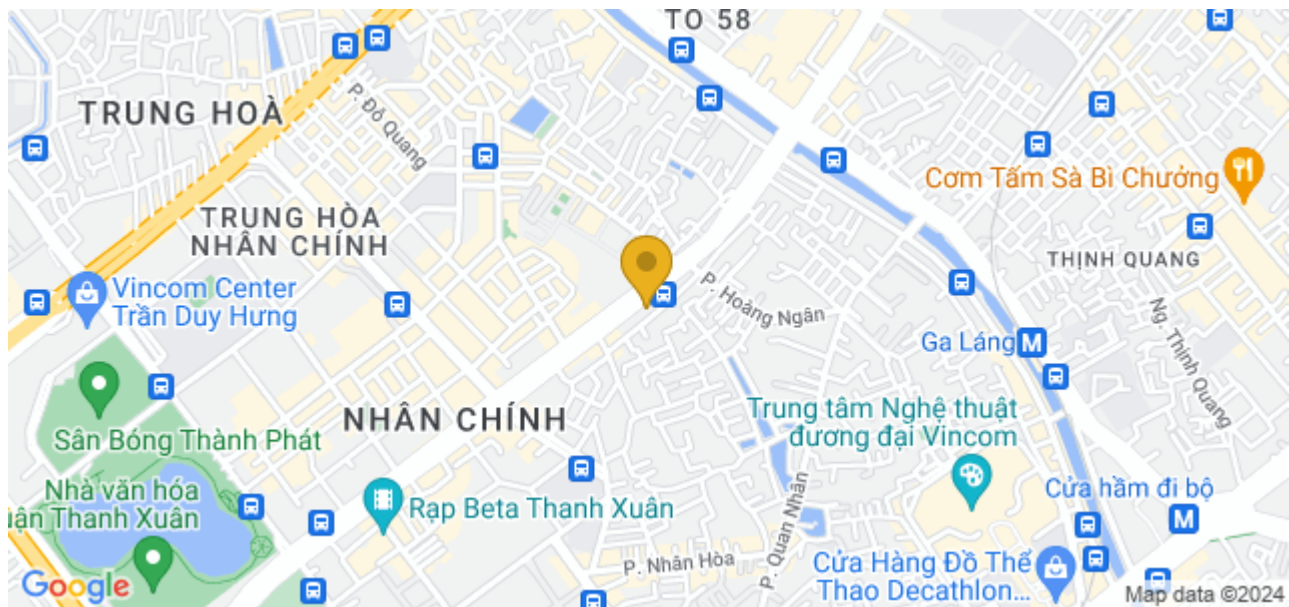 TO 58
TRUNG HOÀ
P. Đỗ Quang
Cơm Tấm Sà Bì Chưởng
TRUNG HÒA
NHÂN CHÍNH
THỊNH QUANG
P. Hoàng Ngân
Vincom Center
Trần Duy Hưng
Ng. Thịnh Quang
Ga Láng
M
NHÂN CHÍNH
Trung tâm Nghệ thuật
đương đại Vincom
Sân Bóng Thành Phát
Nhà văn hóa
uận Thanh Xuân
Rạp Beta Thanh Xuân
Cửa hầm đi bộ
M
P. Quan Nhân
P. Nhân Hòa
Cửa Hàng Đồ Thể
Thao Decathlon...
Google
Map data ©2024